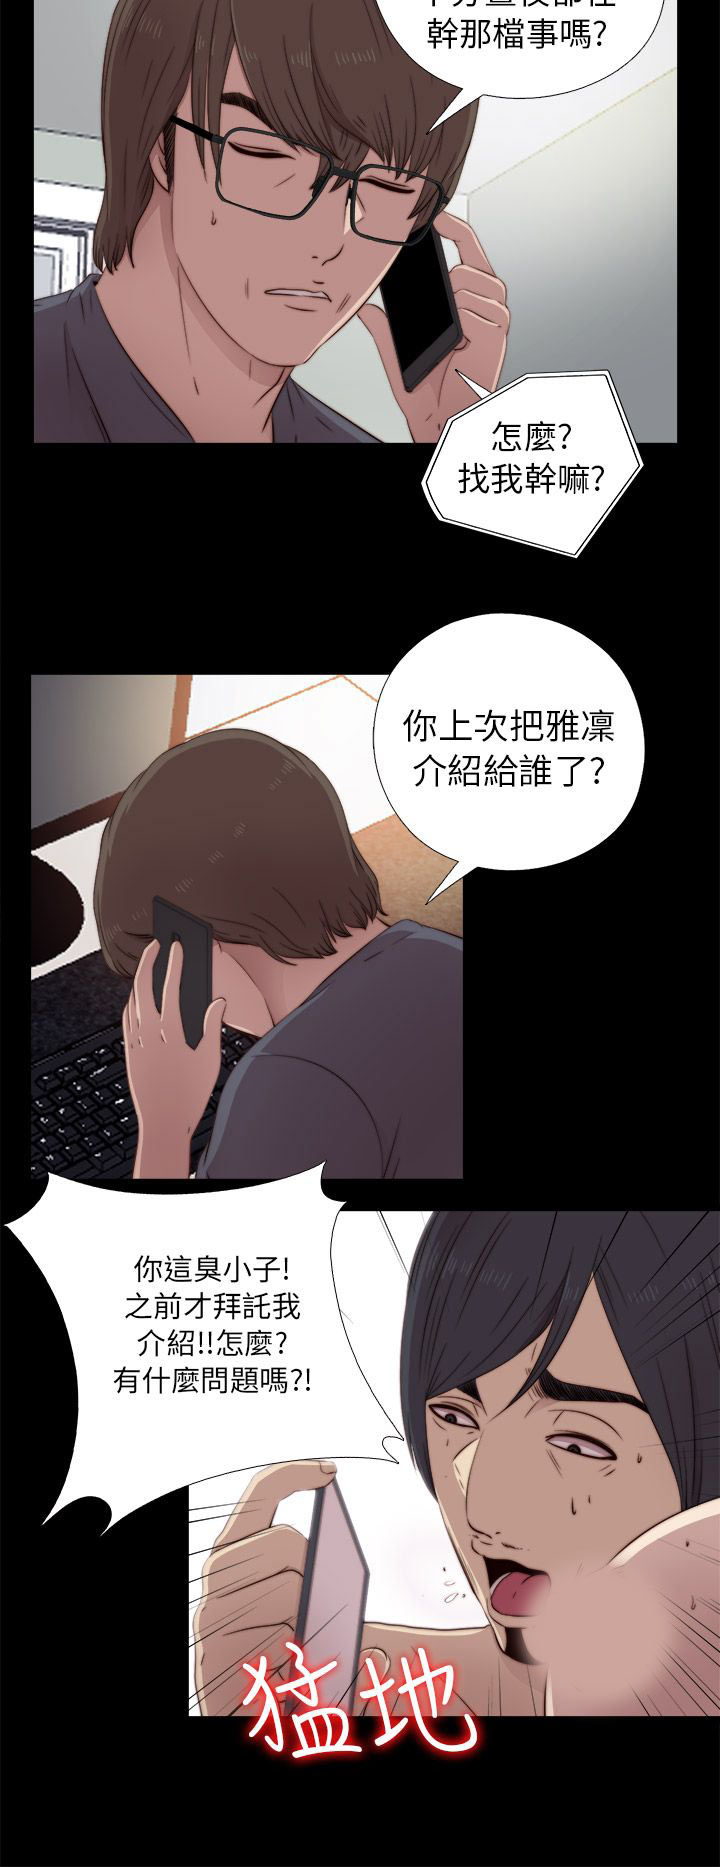 幹那檔事嗎?
怎麼?
找我幹嘛?
你上次把雅凜
介紹給誰了?
你這臭小子!
之前才拜託我
介紹!!怎麼?
有什麼問題嗎?!
猛地